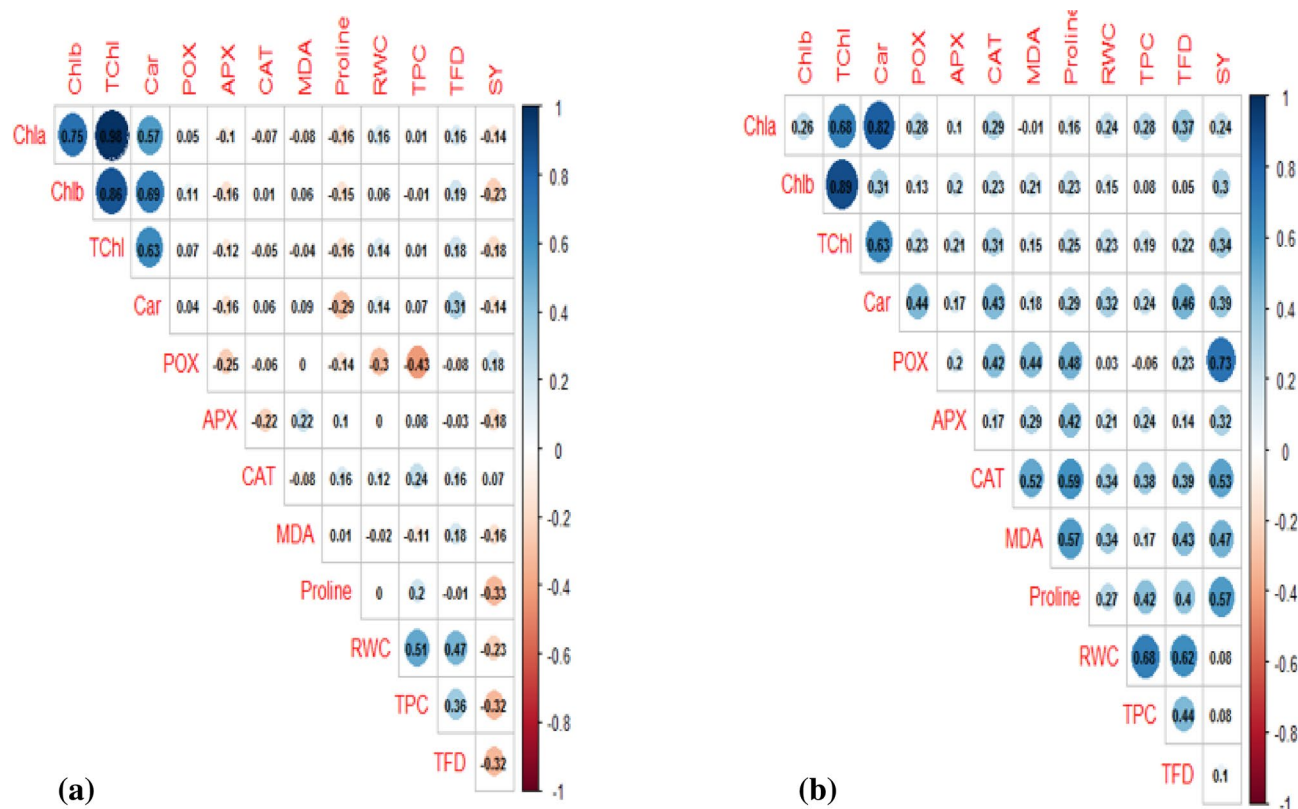 Chlb TChl Car POX APX CAT MDA Proline RWC TPC TFD SY
Chla 0.75 0.98 0.57 0.05 -0.1 -0.07 -0.08 -0.16 0.16 0.01 0.16 -0.14
Chlb 0.86 0.69 0.11 -0.16 0.01 0.06 -0.15 0.06 -0.01 0.19 -0.23
TChl 0.63 0.07 -0.12 -0.05 -0.04 -0.16 0.14 0.01 0.18 -0.18
Car 0.04 -0.16 0.06 0.09 -0.29 0.14 0.07 0.31 -0.14
POX -0.25 -0.06 0 -0.14 -0.3 -0.43 -0.08 0.18
APX -0.22 0.22 0.1 0 0.08 -0.03 -0.18
CAT -0.08 0.16 0.12 0.24 0.16 0.07
MDA 0.01 -0.02 -0.11 0.18 -0.16
Proline 0 0.2 -0.01 -0.33
RWC 0.51 0.47 -0.23
TPC 0.36 -0.32
TFD -0.32
1
0.8
0.6
0.4
0.2
0
-0.2
-0.4
-0.6
-0.8
-1
(a)
Chlb TChl Car POX APX CAT MDA Proline RWC TPC TFD SY
Chla 0.26 0.68 0.82 0.28 0.1 0.29 -0.01 0.16 0.24 0.28 0.37 0.24
Chlb 0.89 0.31 0.13 0.2 0.23 0.21 0.23 0.15 0.08 0.05 0.3
TChl 0.63 0.23 0.21 0.31 0.15 0.25 0.23 0.19 0.22 0.34
Car 0.44 0.17 0.43 0.18 0.29 0.32 0.24 0.46 0.39
POX 0.2 0.42 0.44 0.48 0.03 -0.06 0.23 0.73
APX 0.17 0.29 0.42 0.21 0.24 0.14 0.32
CAT 0.52 0.59 0.34 0.38 0.39 0.53
MDA 0.57 0.34 0.17 0.43 0.47
Proline 0.27 0.42 0.4 0.57
RWC 0.68 0.62 0.08
TPC 0.44 0.08
TFD 0.1
1
0.8
0.6
0.4
0.2
0
-0.2
-0.4
-0.6
-0.8
-1
(b)